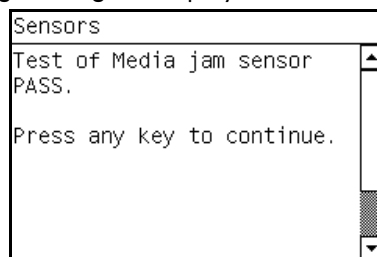 Sensors
Test of Media jam sensor
PASS.
Press any key to continue.